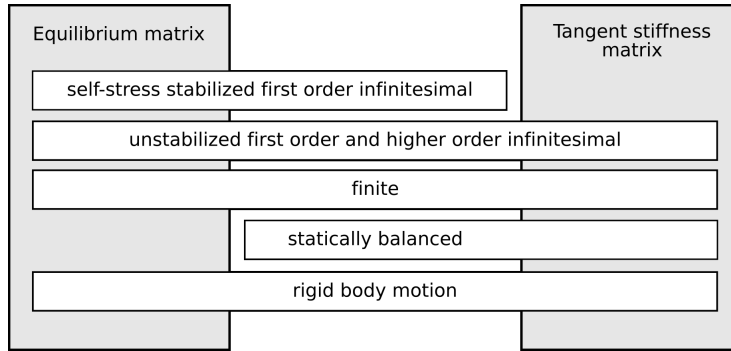 Equilibrium matrix
Tangent stiffness
matrix
self-stress stabilized first order infinitesimal
unstabilized first order and higher order infinitesimal
finite
statically balanced
rigid body motion